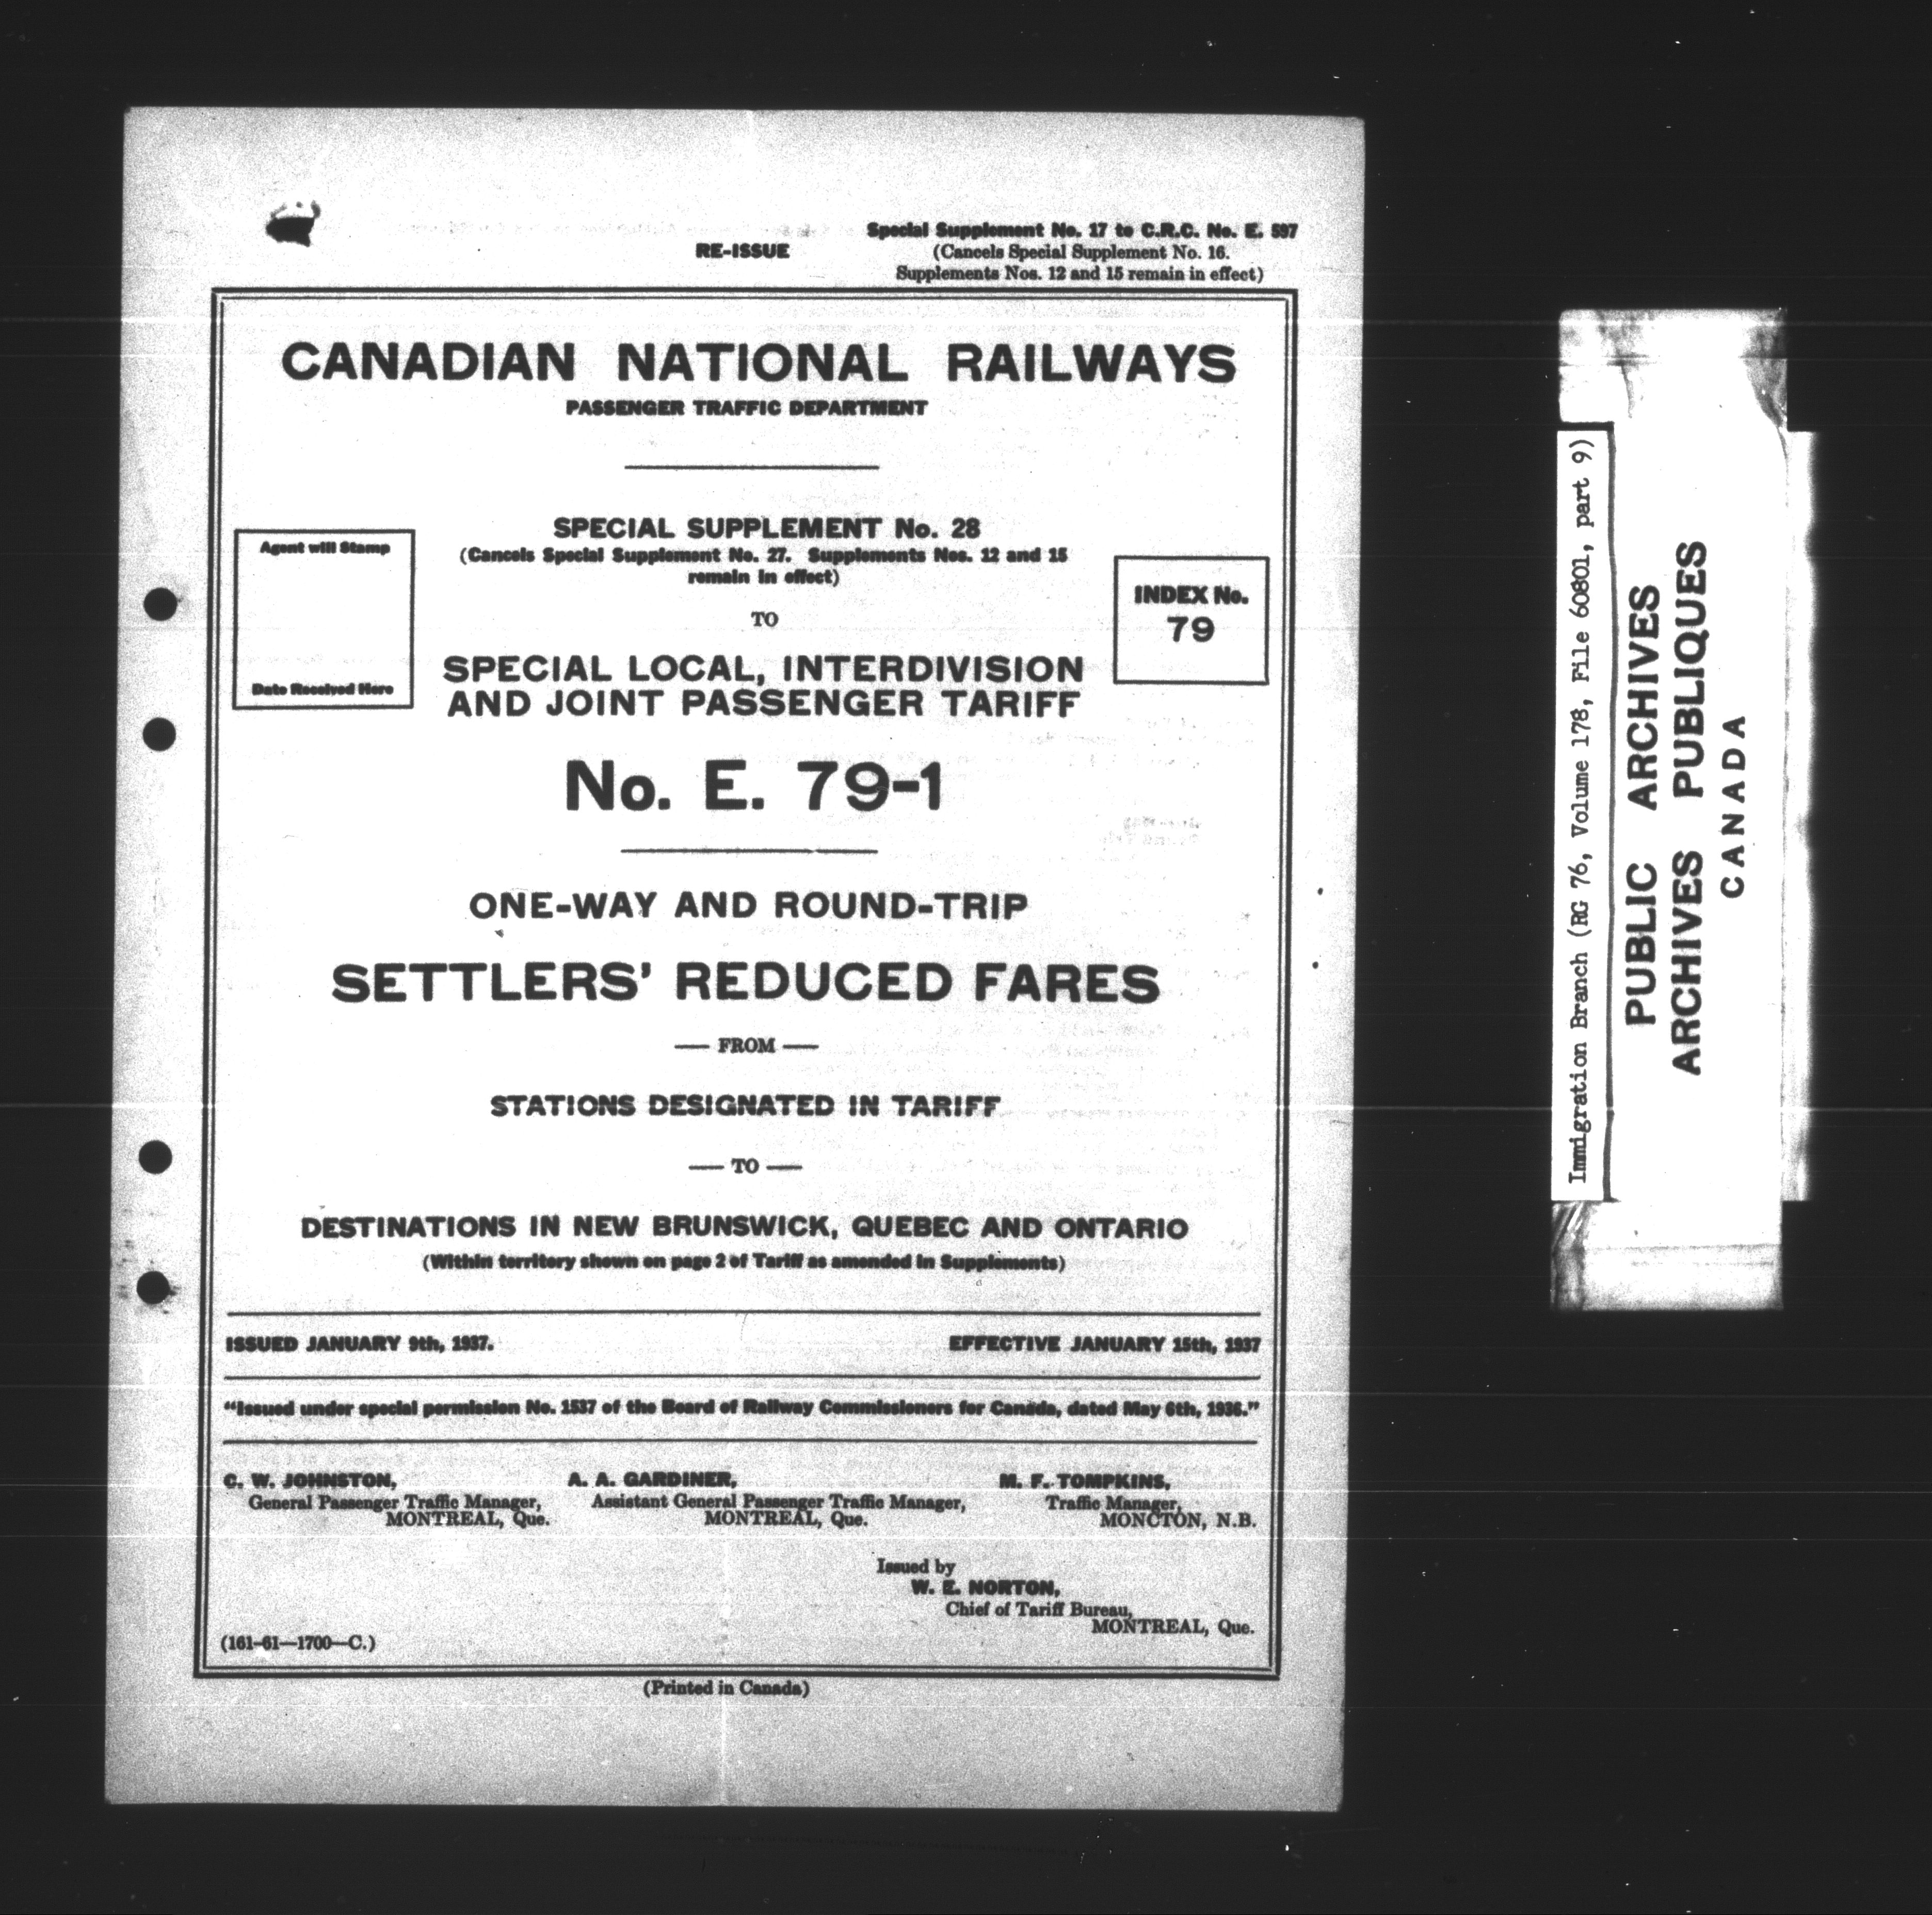 RE-ISSUE
Special Supplement No. 17 to C.R.C. No. E. 597
(Cancels Special Supplement No. 16.
Supplements Nos. 12 and 15 remain in effect)
CANADIAN NATIONAL RAILWAYS
PASSENGER TRAFFIC DEPARTMENT
Agent will Stamp
Date Received Here
SPECIAL SUPPLEMENT No. 28
(Cancels Special Supplement No. 27. Supplements Nos. 12 and 15
remain in effect)
TO
INDEX No.
79
SPECIAL LOCAL, INTERDIVISION
AND JOINT PASSENGER TARIFF
No. E. 79-1
ONE-WAY AND ROUND-TRIP
SETTLERS' REDUCED FARES
— FROM —
STATIONS DESIGNATED IN TARIFF
— TO —
DESTINATIONS IN NEW BRUNSWICK, QUEBEC AND ONTARIO
(Within territory shown on page 2 of Tariff as amended in Supplements)
ISSUED JANUARY 9th, 1937.
EFFECTIVE JANUARY 15th, 1937
"Issued under special permission No. 1537 of the Board of Railway Commissioners for Canada, dated May 6th, 1936."
C. W. JOHNSTON,
General Passenger Traffic Manager,
MONTREAL, Que.
A. A. GARDINER,
Assistant General Passenger Traffic Manager,
MONTREAL, Que.
M. F. TOMPKINS,
Traffic Manager,
MONCTON, N.B.
Issued by
W. E. NORTON,
Chief of Tariff Bureau,
MONTREAL, Que.
(161-61—1700—C.)
(Printed in Canada)
Immigration Branch (RG 76, Volume 178, File 60801, part 9)
PUBLIC ARCHIVES
ARCHIVES PUBLIQUES
CANADA